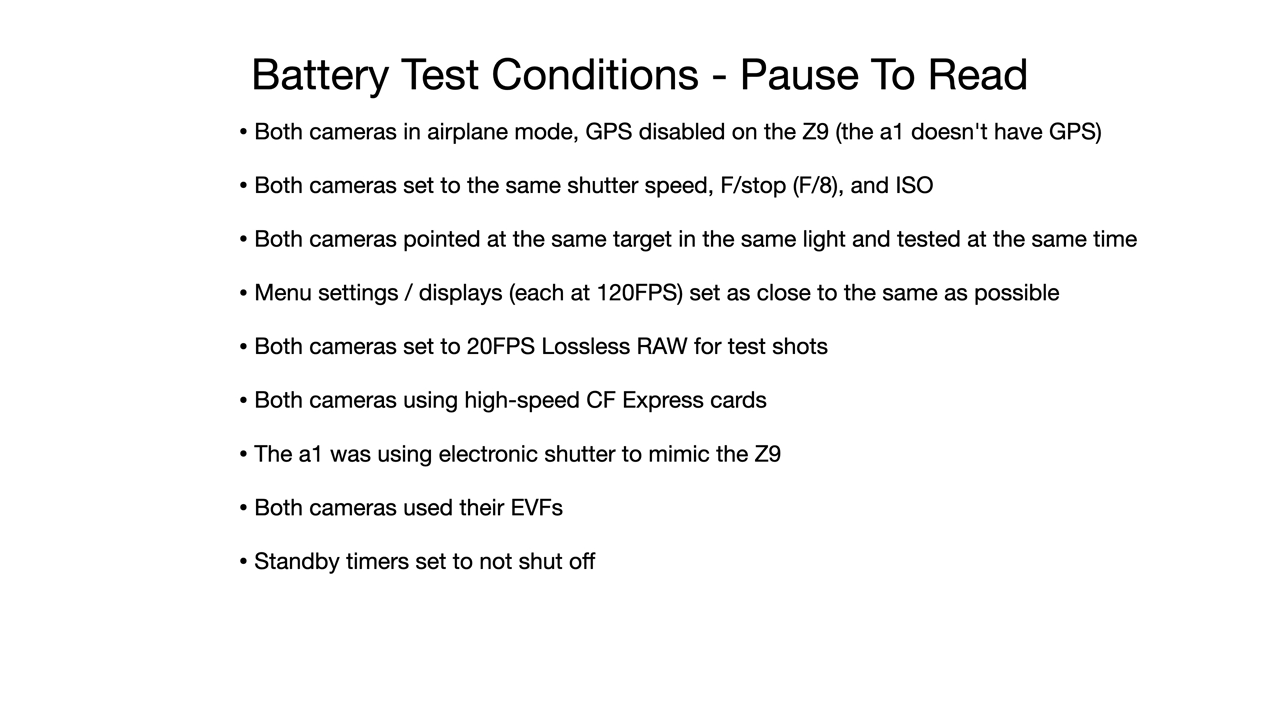 Battery Test Conditions - Pause To Read
• Both cameras in airplane mode, GPS disabled on the Z9 (the a1 doesn't have GPS)
• Both cameras set to the same shutter speed, F/stop (F/8), and ISO
• Both cameras pointed at the same target in the same light and tested at the same time
• Menu settings / displays (each at 120FPS) set as close to the same as possible
• Both cameras set to 20FPS Lossless RAW for test shots
• Both cameras using high-speed CF Express cards
• The a1 was using electronic shutter to mimic the Z9
• Both cameras used their EVFs
• Standby timers set to not shut off